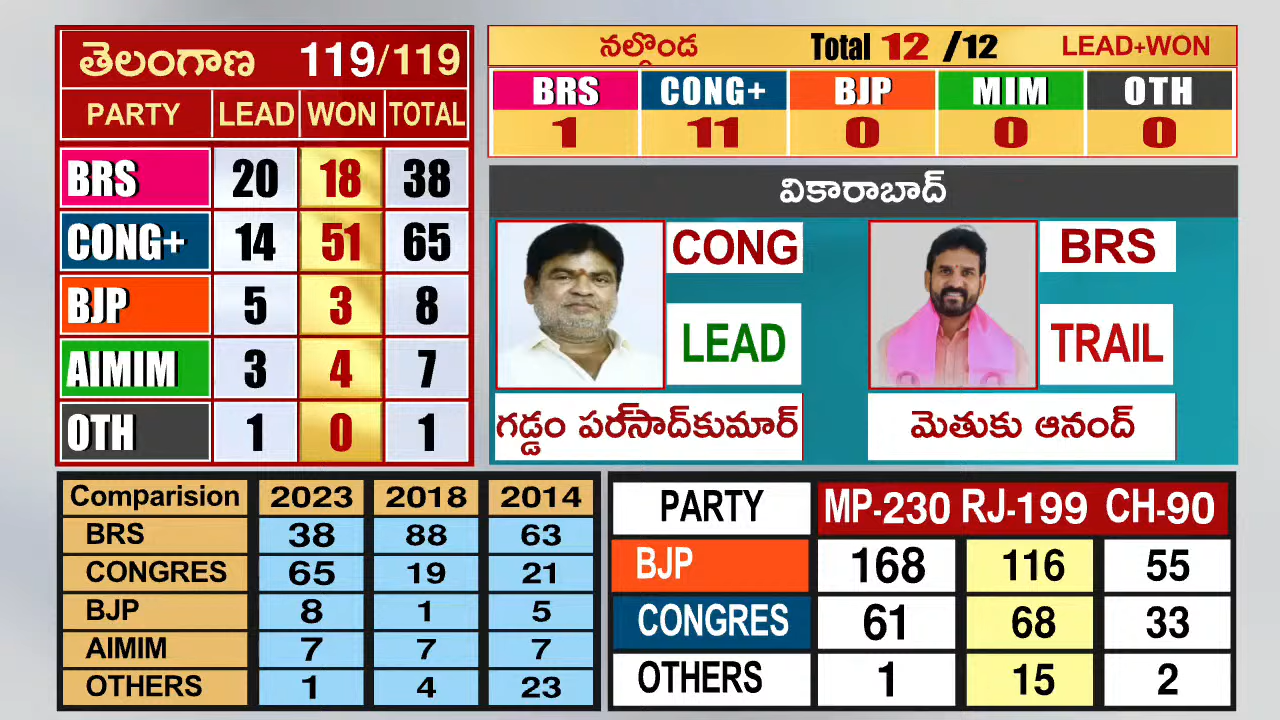 తెలంగాణ 119/119
PARTY LEAD WON TOTAL
BRS 20 18 38
CONG+ 14 51 65
BJP 5 3 8
AIMIM 3 4 7
OTH 1 0 1
నల్గొండ Total 12 /12 LEAD+WON
BRS CONG+ BJP MIM OTH
1 11 0 0 0
వికారాబాద్
CONG
LEAD
గడ్డం పర్‌సాద్‌కుమార్
BRS
TRAIL
మెతుకు ఆనంద్
Comparision 2023 2018 2014
BRS 38 88 63
CONGRES 65 19 21
BJP 8 1 5
AIMIM 7 7 7
OTHERS 1 4 23
PARTY MP-230 RJ-199 CH-90
BJP 168 116 55
CONGRES 61 68 33
OTHERS 1 15 2